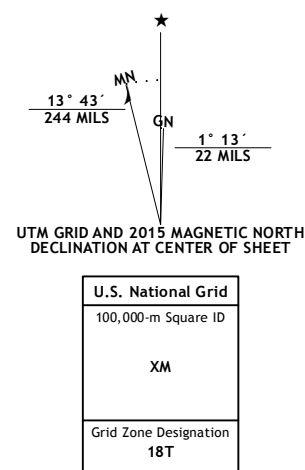 ★
MN
13° 43´
244 MILS
GN
1° 13´
22 MILS
UTM GRID AND 2015 MAGNETIC NORTH
DECLINATION AT CENTER OF SHEET
U.S. National Grid
100,000-m Square ID
XM
Grid Zone Designation
18T